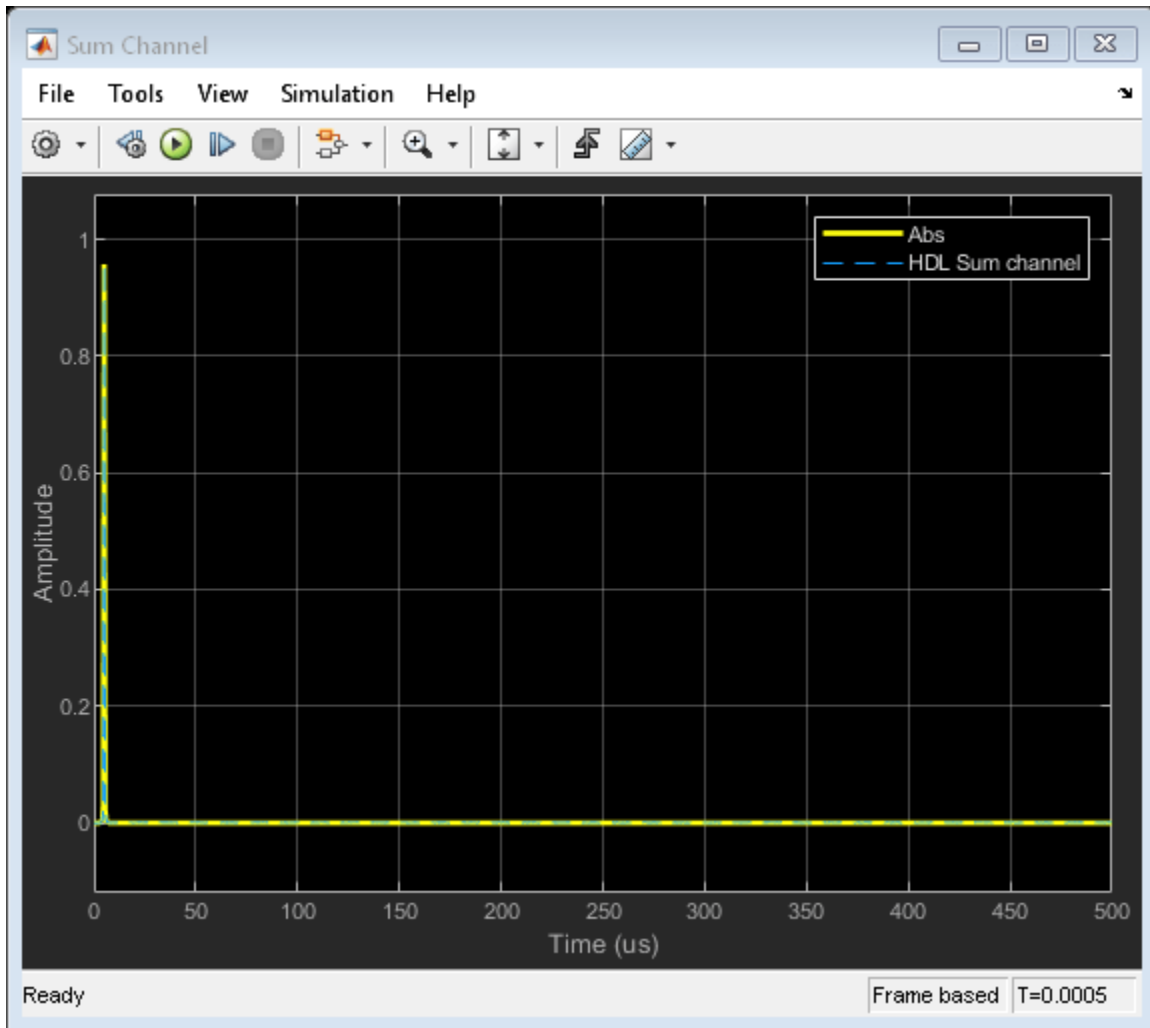 Sum Channel
File Tools View Simulation Help
Abs
HDL Sum channel
1
0.8
0.6
0.4
0.2
0
Amplitude
0 50 100 150 200 250 300 350 400 450 500
Time (us)
Ready Frame based T=0.0005